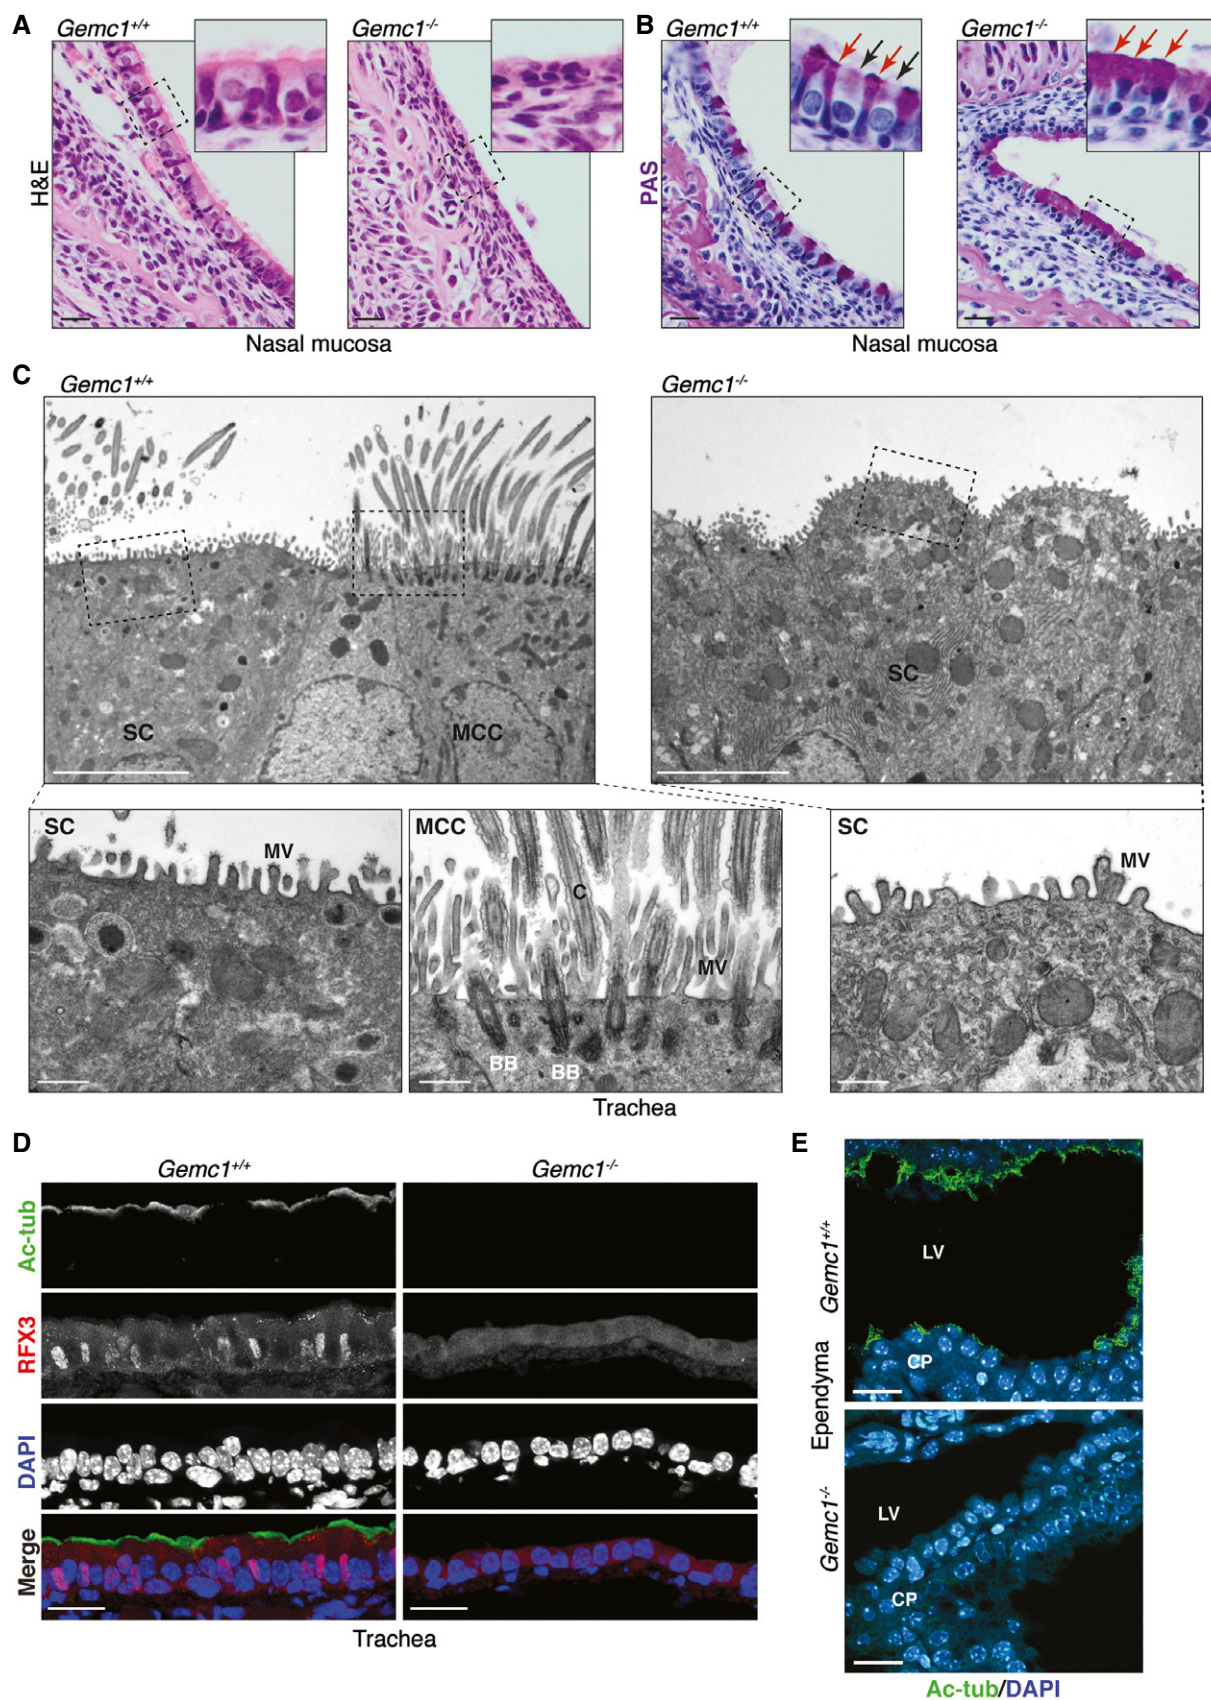 A
Gemc1+/+
Gemc1-/-
H&E
Nasal mucosa
B
Gemc1+/+
Gemc1-/-
PAS
Nasal mucosa
C
Gemc1+/+
Gemc1-/-
SC
MCC
SC
SC
MV
MCC
C
MV
BB
BB
SC
MV
Trachea
D
Gemc1+/+
Gemc1-/-
Ac-tub
RFX3
DAPI
Merge
Trachea
E
Gemc1+/+
LV
CP
Ependyma
Gemc1-/-
LV
CP
Ac-tub/DAPI